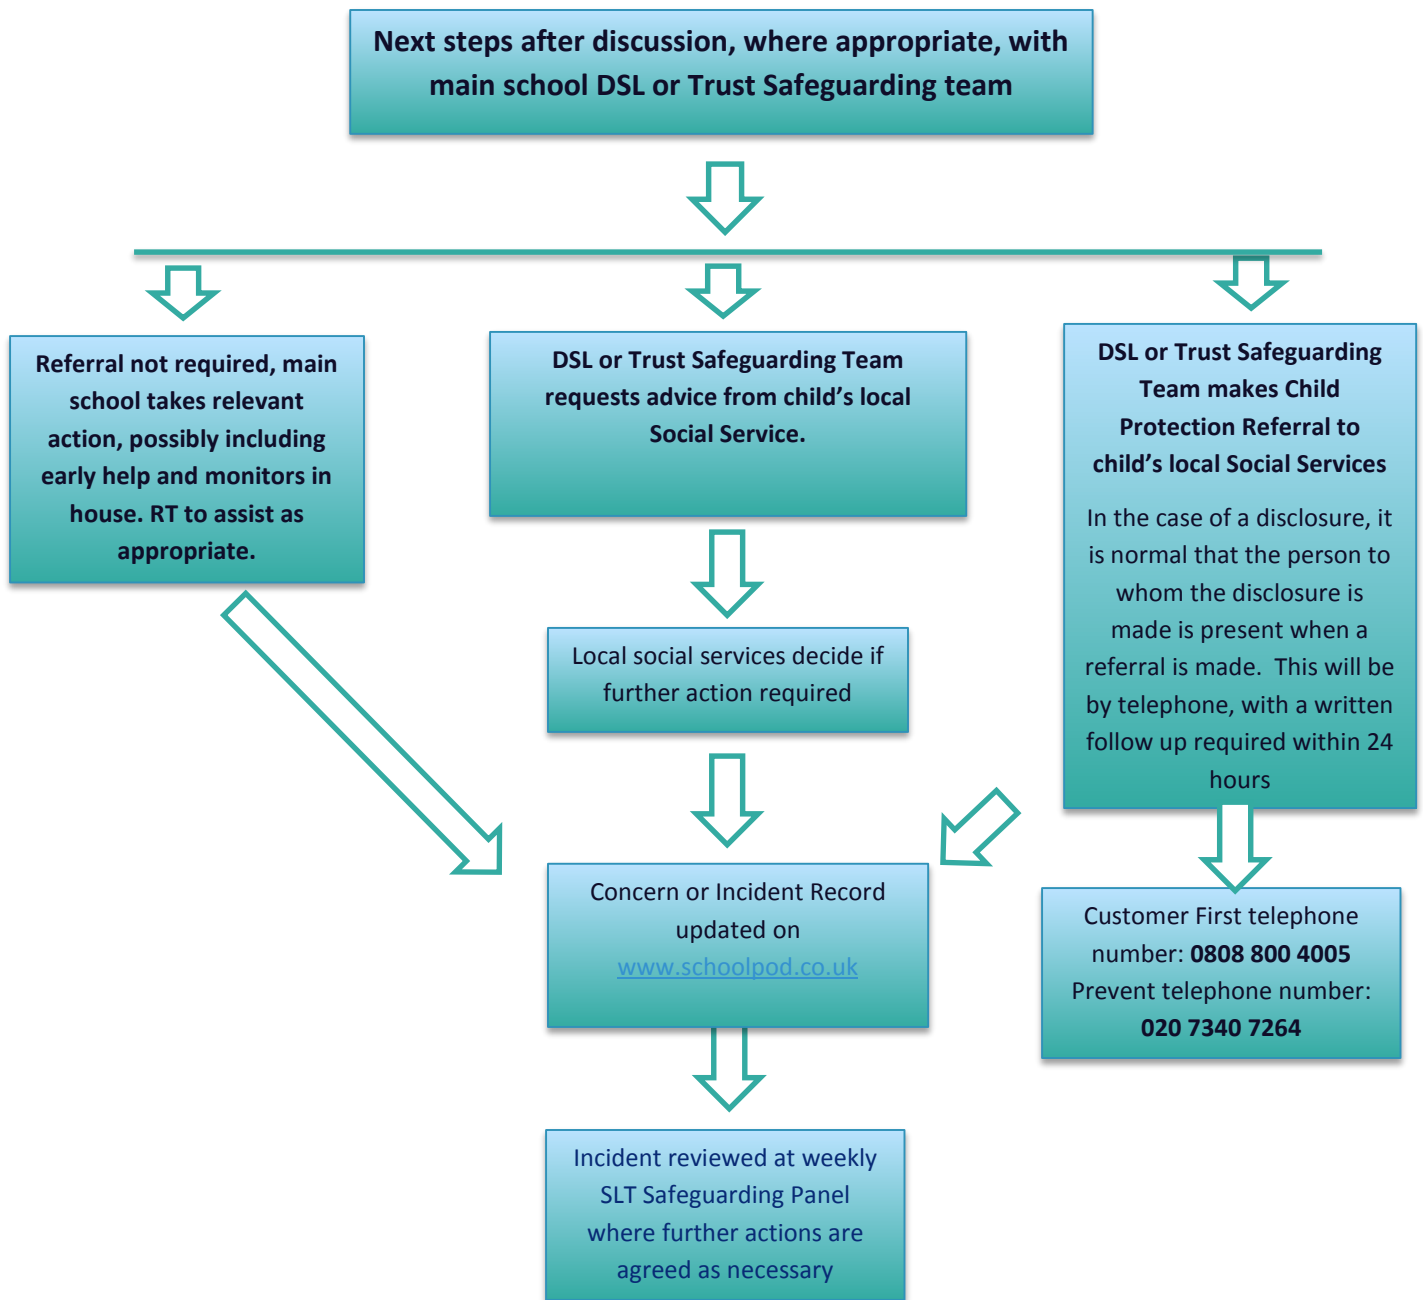 Next steps after discussion, where appropriate, with
main school DSL or Trust Safeguarding team
Referral not required, main
school takes relevant
action, possibly including
early help and monitors in
house. RT to assist as
appropriate.
DSL or Trust Safeguarding Team
requests advice from child’s local
Social Service.
DSL or Trust Safeguarding
Team makes Child
Protection Referral to
child’s local Social Services
In the case of a disclosure, it
is normal that the person to
whom the disclosure is
made is present when a
referral is made.  This will be
by telephone, with a written
follow up required within 24
hours
Local social services decide if
further action required
Concern or Incident Record
updated on
www.schoolpod.co.uk
Customer First telephone
number: 0808 800 4005
Prevent telephone number:
020 7340 7264
Incident reviewed at weekly
SLT Safeguarding Panel
where further actions are
agreed as necessary